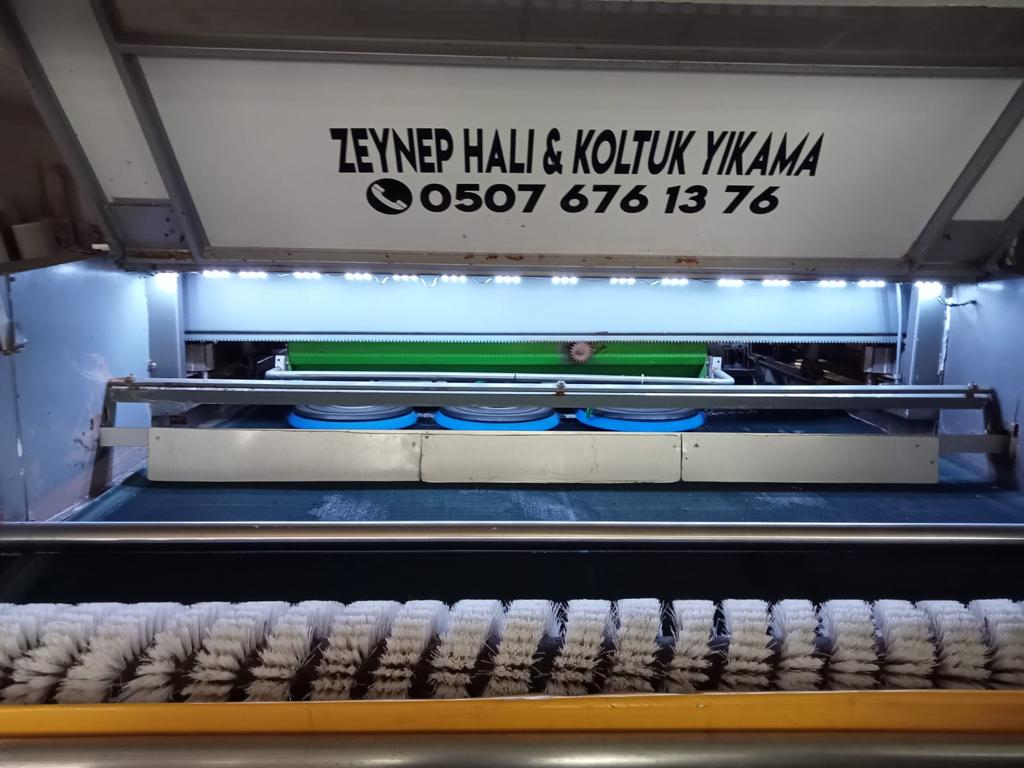 ZEYNEP HALI & KOLTUK YIKAMA
0507 676 13 76